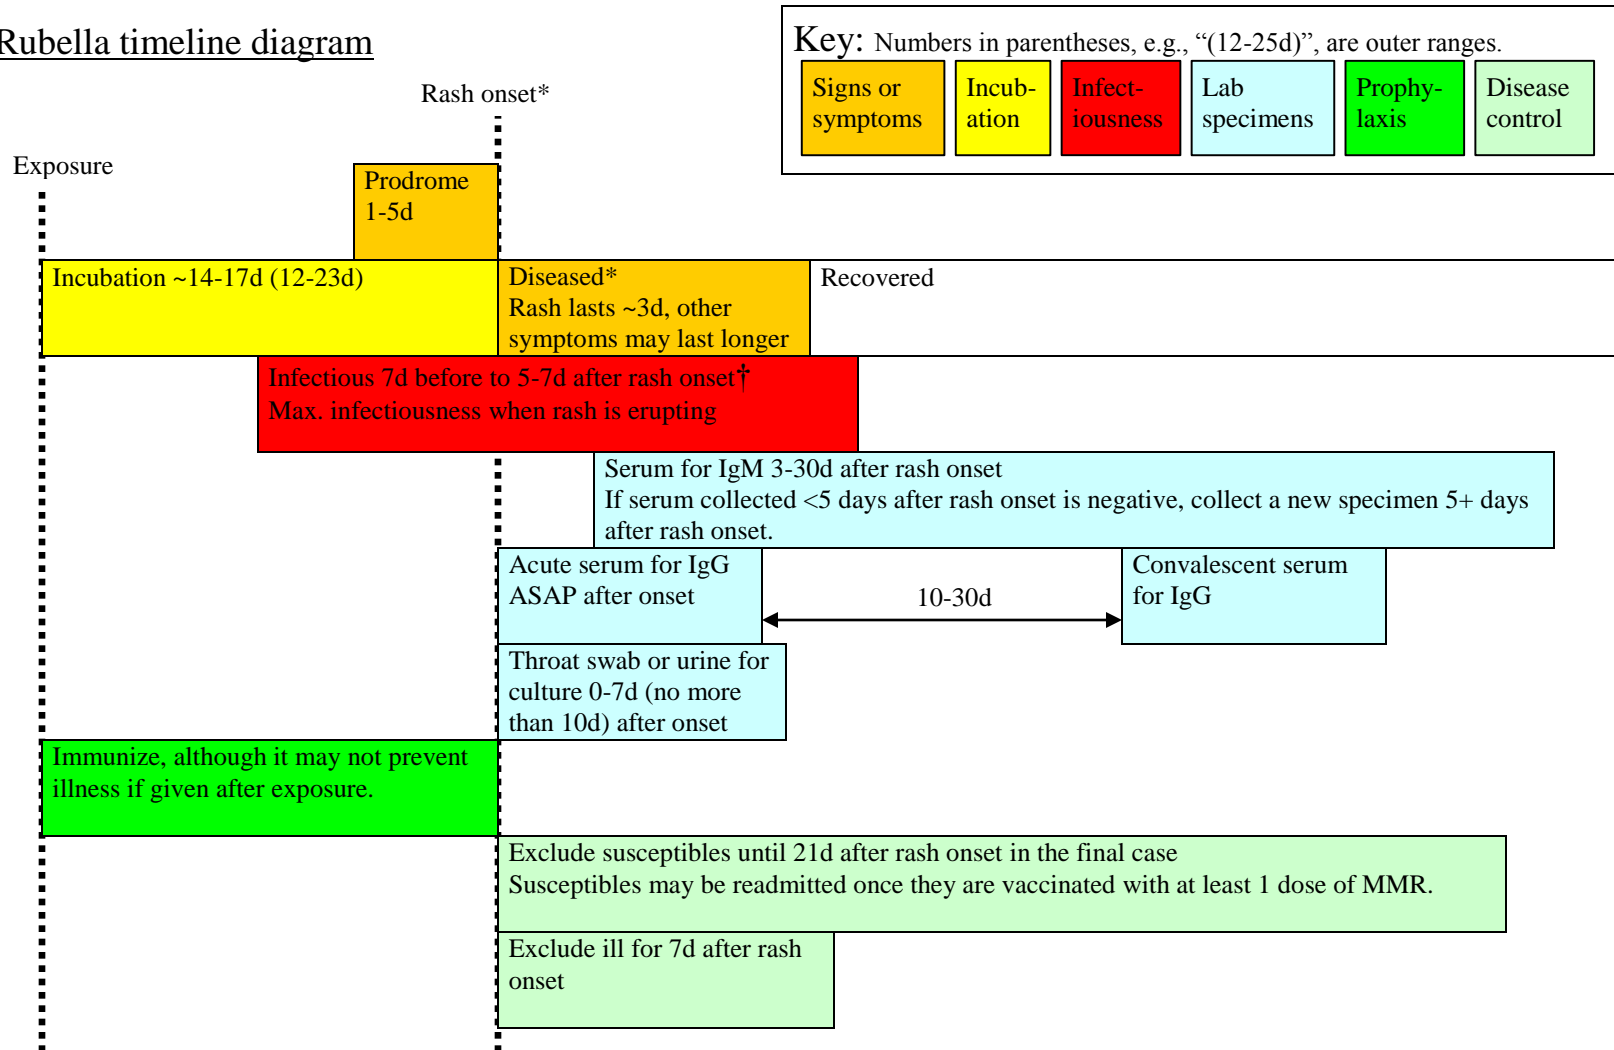 Rubella timeline diagram
Key: Numbers in parentheses, e.g., “(12-25d)”, are outer ranges.
Signs or
symptoms
Incub-
ation
Infect-
iousness
Lab
specimens
Prophy-
laxis
Disease
control
Rash onset*
Exposure
Prodrome
1-5d
Incubation ~14-17d (12-23d)
Diseased*
Rash lasts ~3d, other
symptoms may last longer
Recovered
Infectious 7d before to 5-7d after rash onset†
Max. infectiousness when rash is erupting
Serum for IgM 3-30d after rash onset
If serum collected <5 days after rash onset is negative, collect a new specimen 5+ days
after rash onset.
Acute serum for IgG
ASAP after onset
10-30d
Convalescent serum
for IgG
Throat swab or urine for
culture 0-7d (no more
than 10d) after onset
Immunize, although it may not prevent
illness if given after exposure.
Exclude susceptibles until 21d after rash onset in the final case
Susceptibles may be readmitted once they are vaccinated with at least 1 dose of MMR.
Exclude ill for 7d after rash
onset